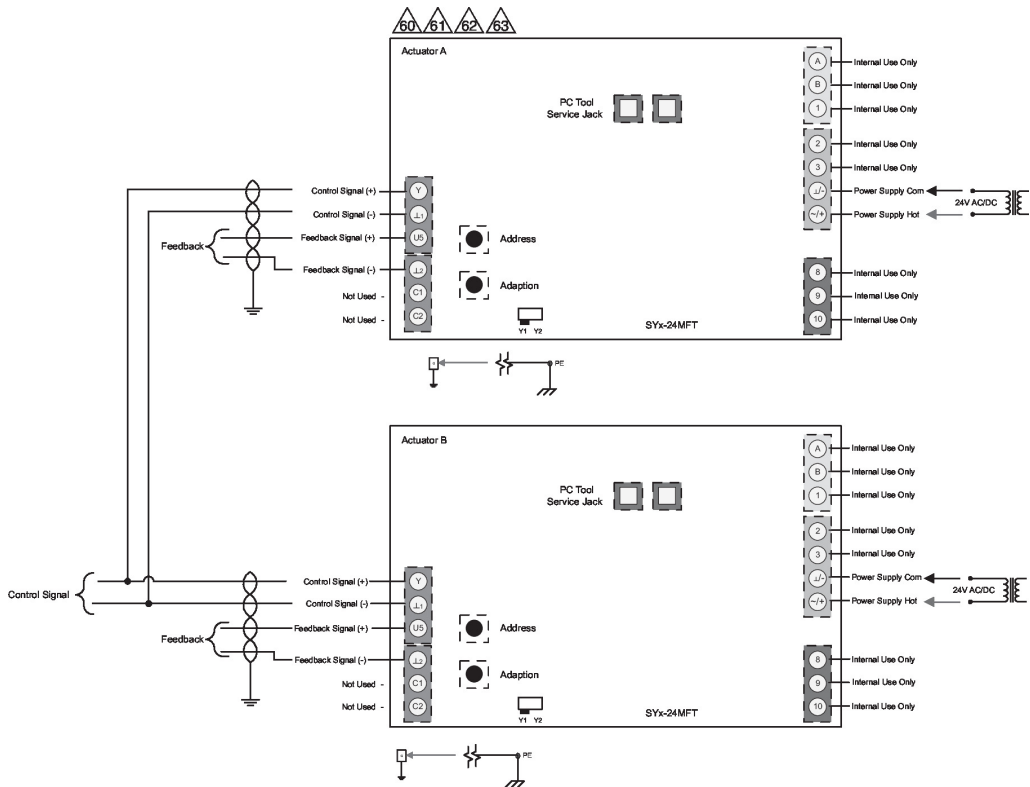 60 61 62 63
Actuator A
A Internal Use Only
B Internal Use Only
PC Tool
Service Jack
1 Internal Use Only
2 Internal Use Only
3 Internal Use Only
Control Signal (+) Y
⊥/- Power Supply Com
24V AC/DC
Control Signal (-) ⊥1
~/+ Power Supply Hot
Feedback
Feedback Signal (+) U5
Address
Feedback Signal (-) ⊥2
8 Internal Use Only
Adaption
Not Used - C1
9 Internal Use Only
Not Used - C2
Y1 Y2
SYx-24MFT
10 Internal Use Only
PE
Actuator B
A Internal Use Only
B Internal Use Only
PC Tool
Service Jack
1 Internal Use Only
2 Internal Use Only
3 Internal Use Only
Control Signal
Control Signal (+) Y
⊥/- Power Supply Com
24V AC/DC
Control Signal (-) ⊥1
~/+ Power Supply Hot
Feedback
Feedback Signal (+) U5
Address
Feedback Signal (-) ⊥2
8 Internal Use Only
Adaption
Not Used - C1
9 Internal Use Only
Not Used - C2
Y1 Y2
SYx-24MFT
10 Internal Use Only
PE